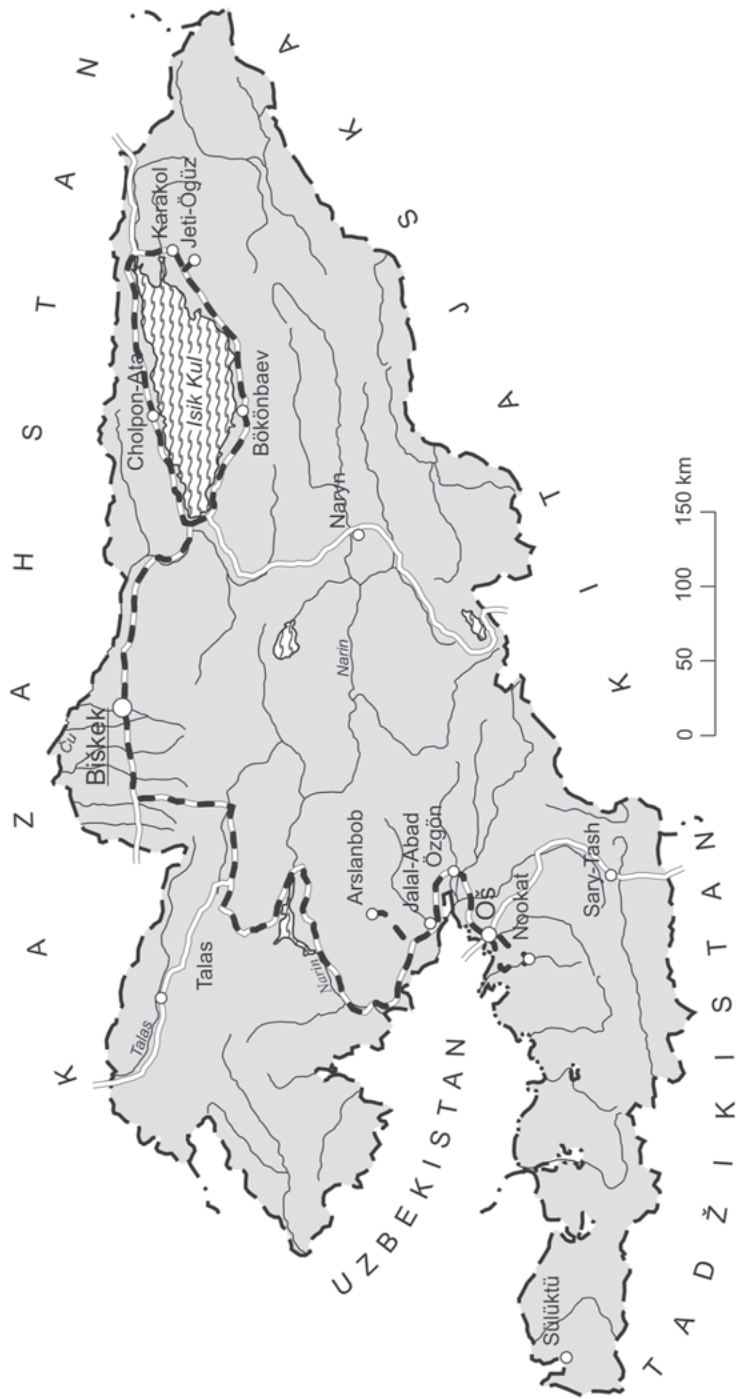 KAZAHSTAN
Ču
Biškek
Cholpon-Ata
Karakol
Jeti-Ögüz
Isik Kul
Bökönbaev
Talas
Talas
Naryn
Narin
Narin
Arslanbob
Jalal-Abad
Özgön
Oš
Nookat
Sary-Tash
Sülüktü
UZBEKISTAN
TADŽIKISTAN
KITAJSKA
0 50 100 150 km